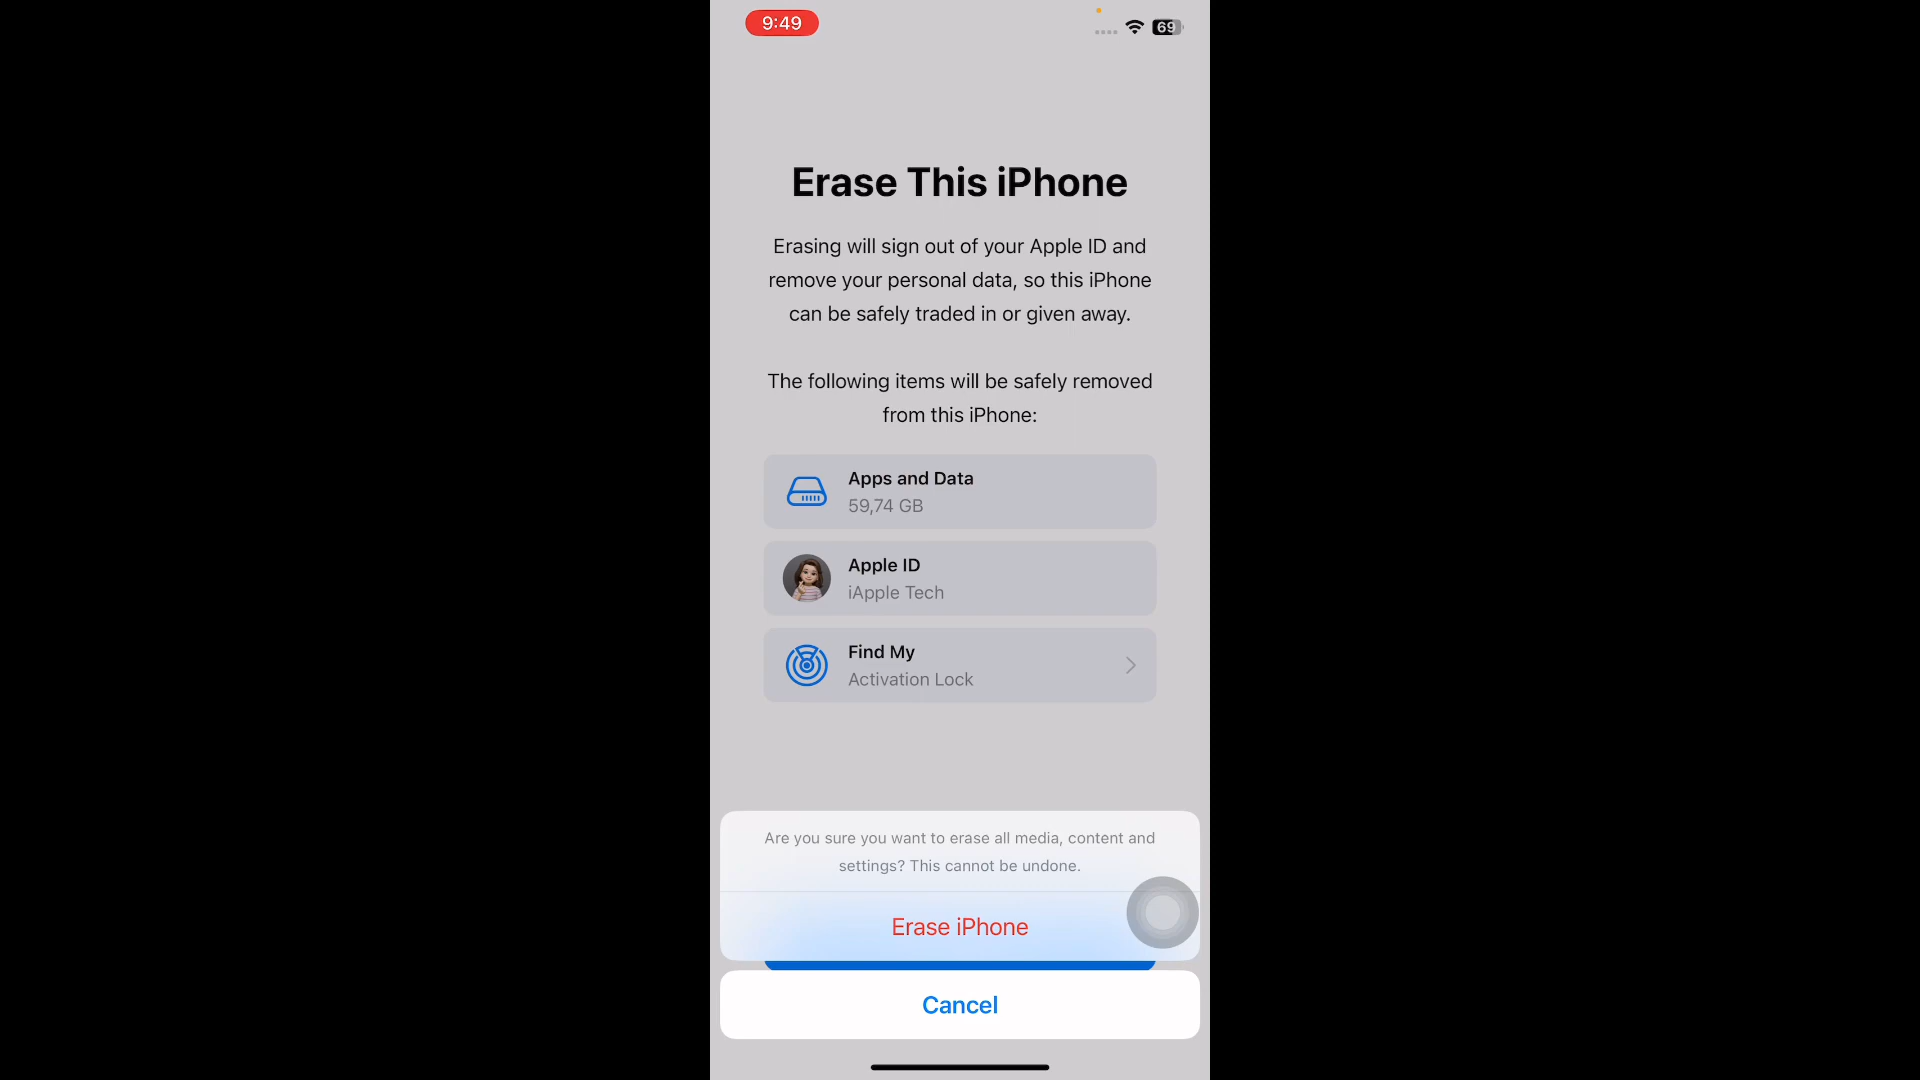 9:49
69
Erase This iPhone
Erasing will sign out of your Apple ID and
remove your personal data, so this iPhone
can be safely traded in or given away.
The following items will be safely removed
from this iPhone:
Apps and Data
59,74 GB
Apple ID
iApple Tech
Find My
Activation Lock
Are you sure you want to erase all media, content and
settings? This cannot be undone.
Erase iPhone
Cancel